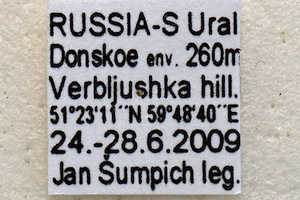 RUSSIA-S Ural
Donskoe env. 260m
Verbljushka hill.
51°23'11´´N 59°48'40´´E
24.-28.6.2009
Jan Šumpich leg.